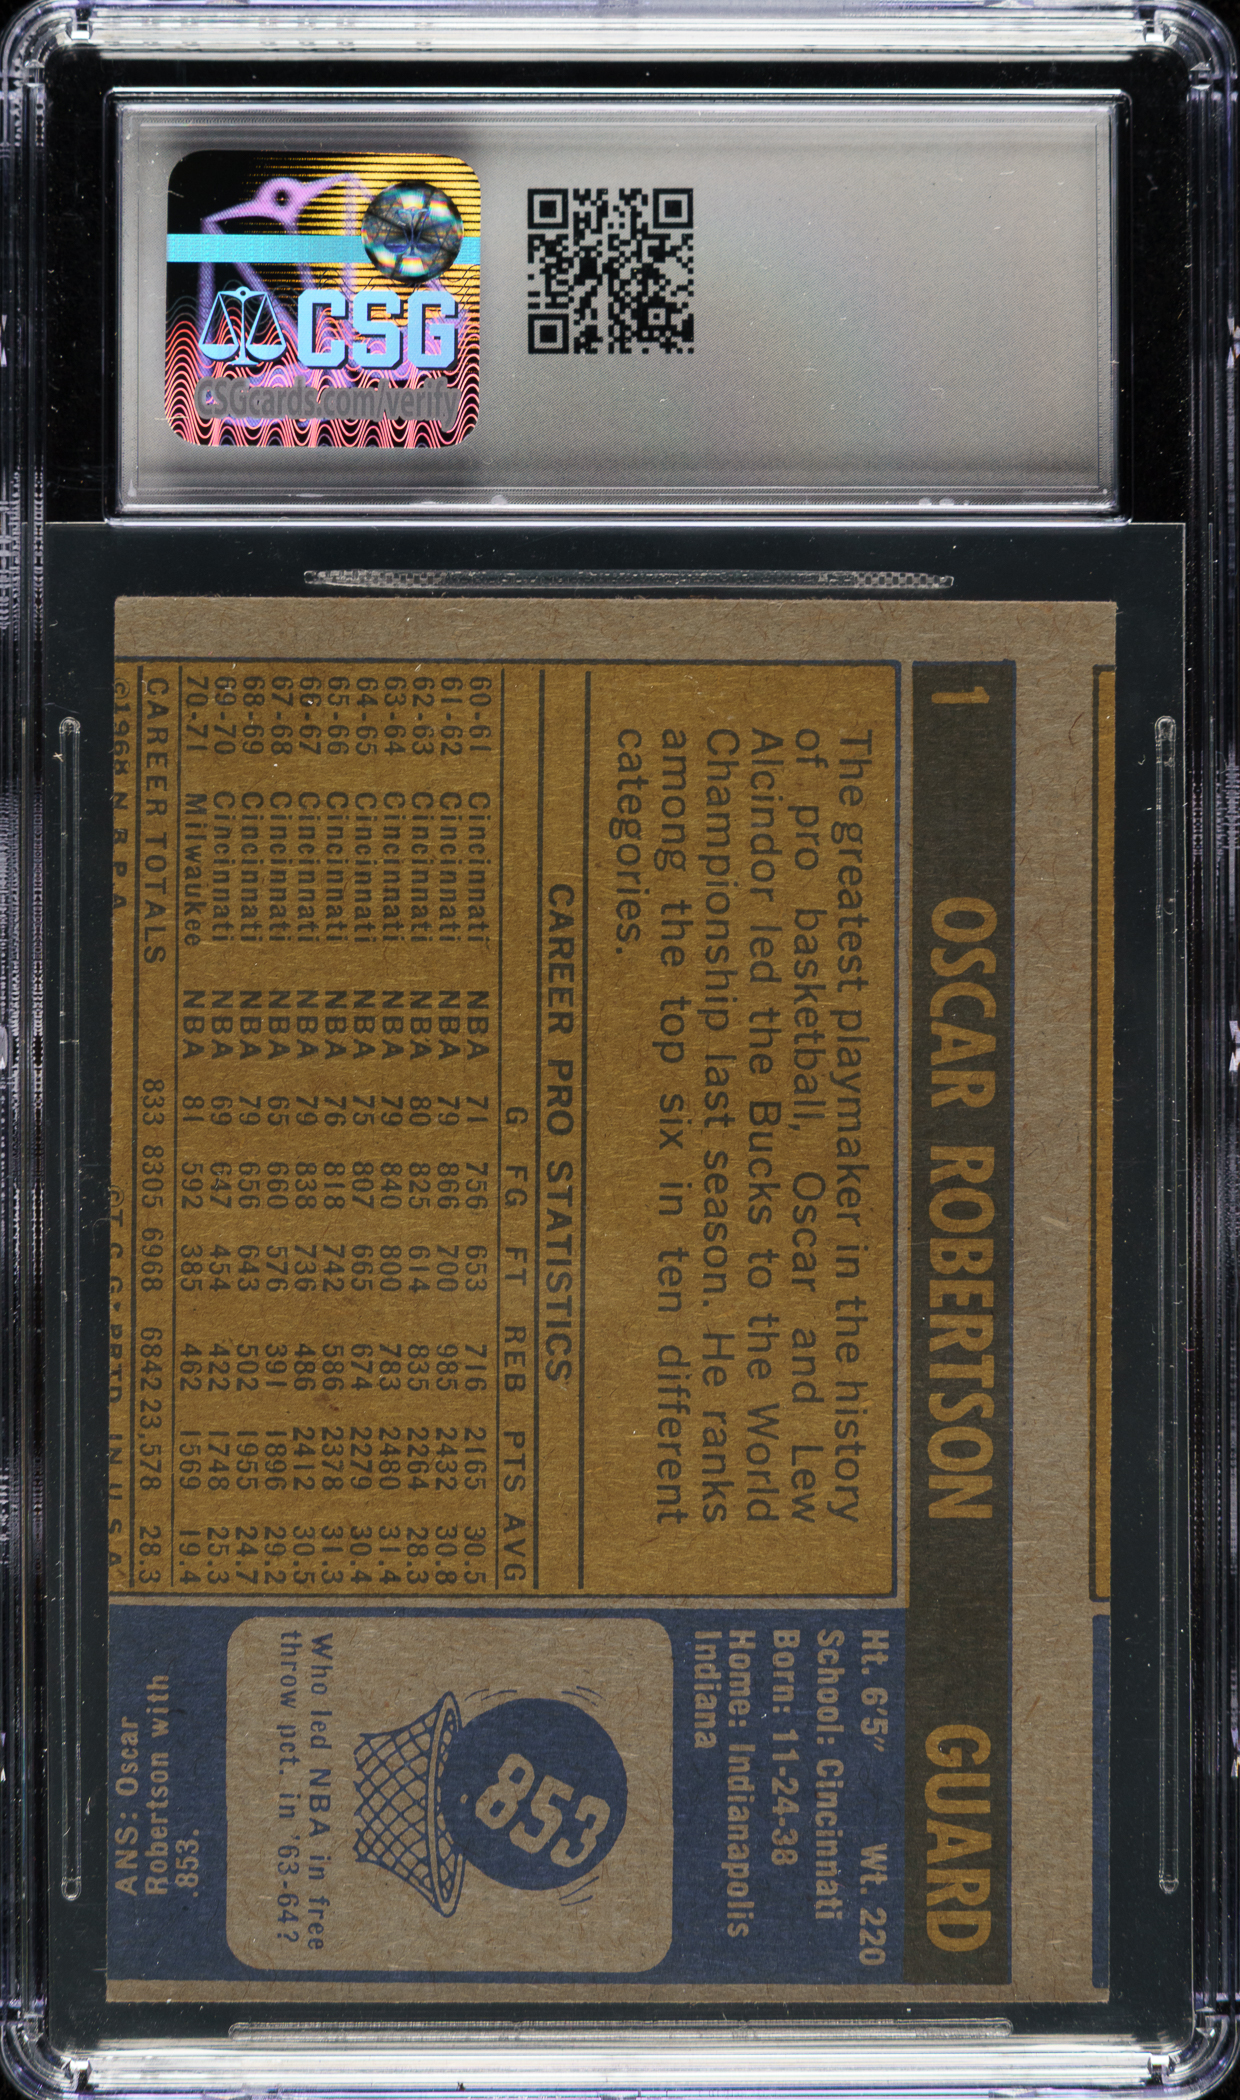 CSG
CSGcards.com/verify
1 OSCAR ROBERTSON GUARD
The greatest playmaker in the history
of pro basketball, Oscar and Lew
Alcindor led the Bucks to the World
Championship last season. He ranks
among the top six in ten different
categories.
CAREER PRO STATISTICS
G FG FT REB PTS AVG
60-61 Cincinnati NBA 71 756 653 716 2165 30.5
61-62 Cincinnati NBA 79 866 700 985 2432 30.8
62-63 Cincinnati NBA 80 825 614 835 2264 28.3
63-64 Cincinnati NBA 79 840 800 783 2480 31.4
64-65 Cincinnati NBA 75 807 665 674 2279 30.4
65-66 Cincinnati NBA 76 818 742 586 2378 31.3
66-67 Cincinnati NBA 79 838 736 486 2412 30.5
67-68 Cincinnati NBA 65 660 576 391 1896 29.2
68-69 Cincinnati NBA 79 656 643 502 1955 24.7
69-70 Cincinnati NBA 69 647 454 422 1748 25.3
70-71 Milwaukee NBA 81 592 385 462 1569 19.4
CAREER TOTALS 833 8305 6968 6842 23,578 28.3
©1968 N B P A ©T.C.G. PRTD. IN U.S.A.
Ht. 6'5" Wt. 220
School: Cincinnati
Born: 11-24-38
Home: Indianapolis
Indiana
853
Who led NBA in free
throw pct. in '63-64?
ANS: Oscar
Robertson with
.853.